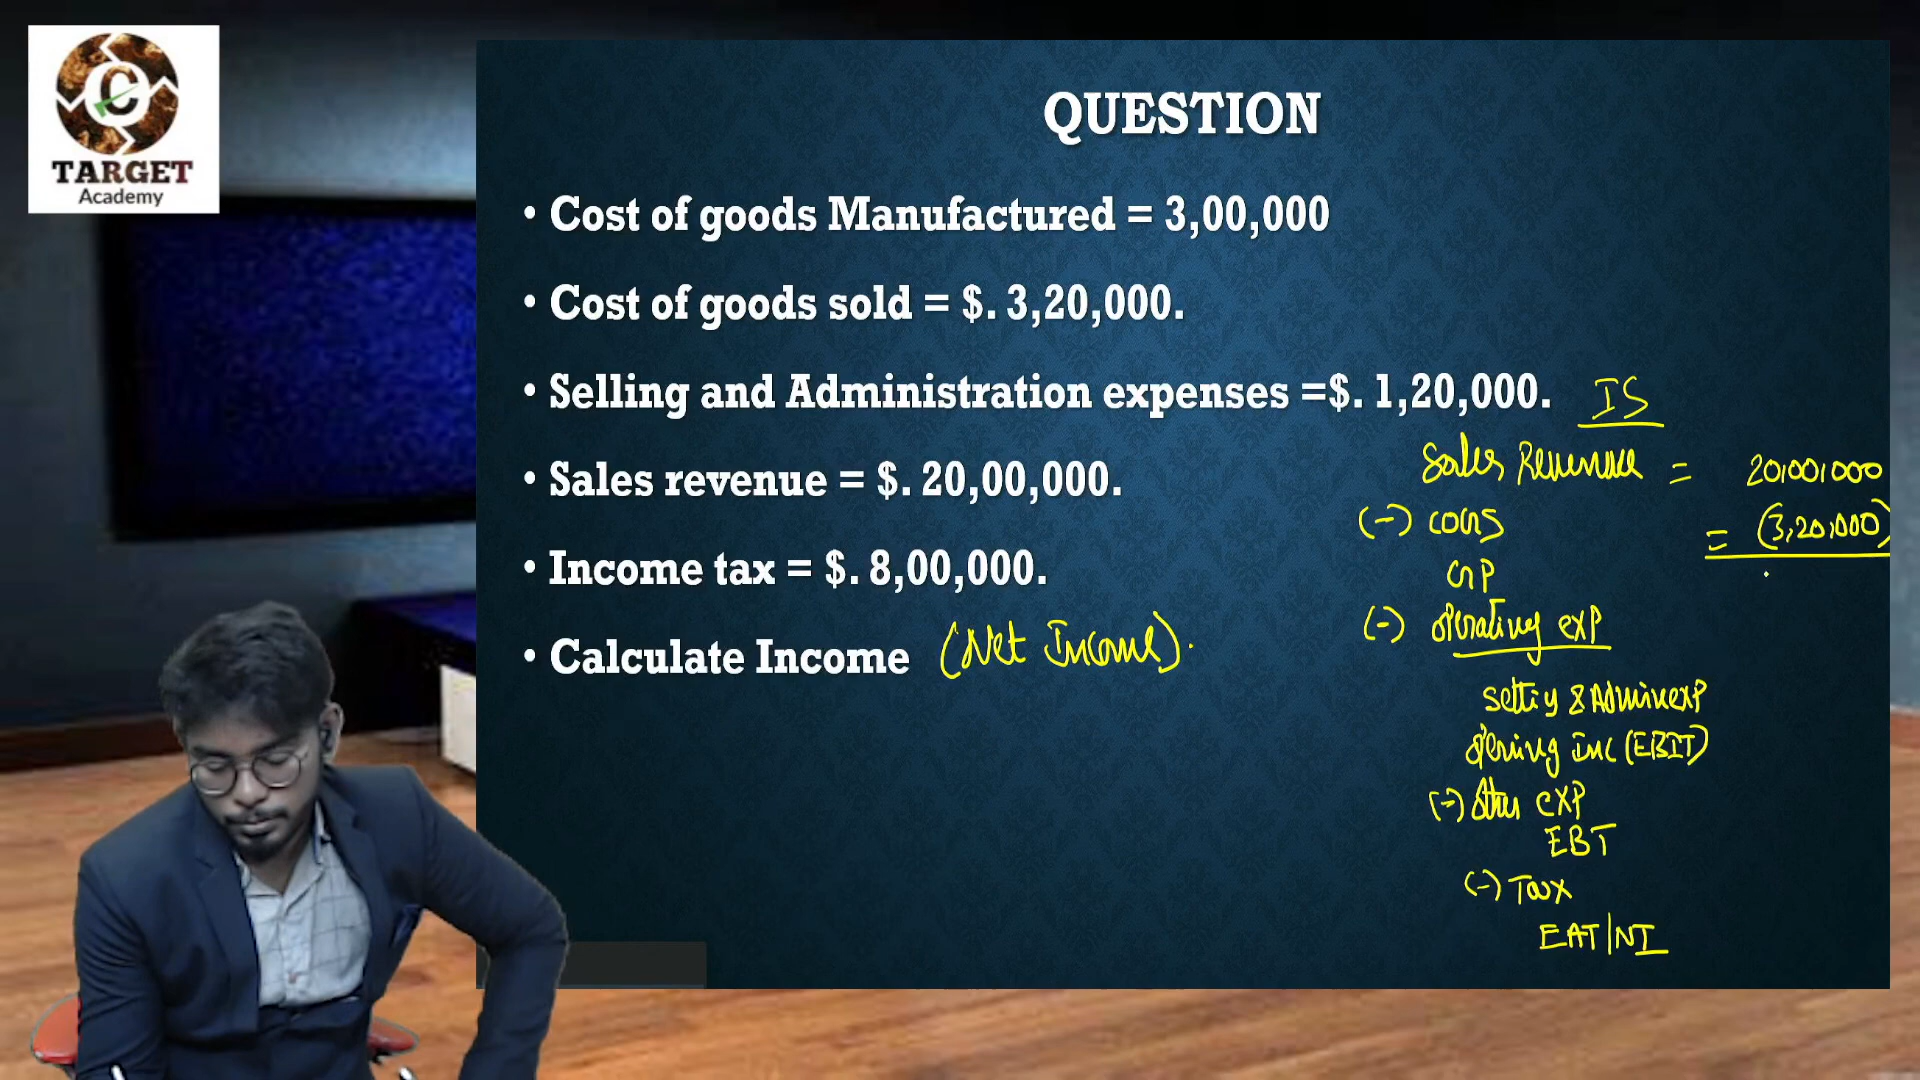 C
TARGET
Academy
QUESTION
• Cost of goods Manufactured = 3,00,000
• Cost of goods sold = $. 3,20,000.
• Selling and Administration expenses =$. 1,20,000.
• Sales revenue = $. 20,00,000.
• Income tax = $. 8,00,000.
• Calculate Income (Net Income).
IS
Sales Revenue = 20,00,000
(-) COGS = (3,20,000)
GP
(-) operating exp
& Admin exp
Inc (EBIT)
(-) other exp
EBT
(-) Tax
EAT|NI